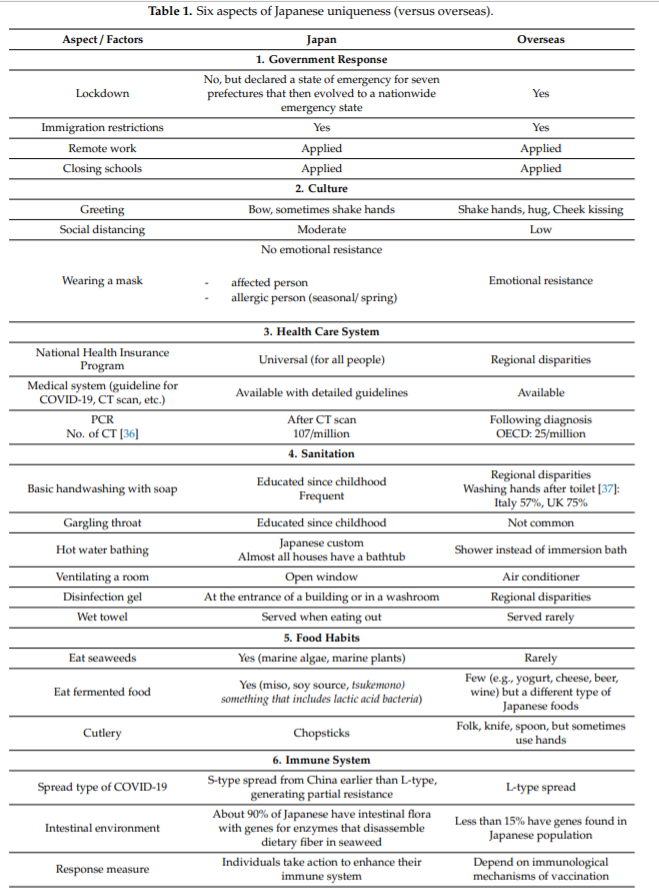 Table 1. Six aspects of Japanese uniqueness (versus overseas).
Aspect / Factors Japan Overseas
1. Government Response
Lockdown No, but declared a state of emergency for seven prefectures that then evolved to a nationwide emergency state Yes
Immigration restrictions Yes Yes
Remote work Applied Applied
Closing schools Applied Applied
2. Culture
Greeting Bow, sometimes shake hands Shake hands, hug, Cheek kissing
Social distancing Moderate Low
Wearing a mask No emotional resistance
- affected person
- allergic person (seasonal/ spring)
Emotional resistance
3. Health Care System
National Health Insurance Program Universal (for all people) Regional disparities
Medical system (guideline for COVID-19, CT scan, etc.) Available with detailed guidelines Available
PCR After CT scan Following diagnosis
No. of CT [36] 107/million OECD: 25/million
4. Sanitation
Basic handwashing with soap Educated since childhood Frequent Regional disparities Washing hands after toilet [37]: Italy 57%, UK 75%
Gargling throat Educated since childhood Not common
Hot water bathing Japanese custom Almost all houses have a bathtub Shower instead of immersion bath
Ventilating a room Open window Air conditioner
Disinfection gel At the entrance of a building or in a washroom Regional disparities
Wet towel Served when eating out Served rarely
5. Food Habits
Eat seaweeds Yes (marine algae, marine plants) Rarely
Eat fermented food Yes (miso, soy source, tsukemono) something that includes lactic acid bacteria) Few (e.g., yogurt, cheese, beer, wine) but a different type of Japanese foods
Cutlery Chopsticks Folk, knife, spoon, but sometimes use hands
6. Immune System
Spread type of COVID-19 S-type spread from China earlier than L-type, generating partial resistance L-type spread
Intestinal environment About 90% of Japanese have intestinal flora with genes for enzymes that disassemble dietary fiber in seaweed Less than 15% have genes found in Japanese population
Response measure Individuals take action to enhance their immune system Depend on immunological mechanisms of vaccination